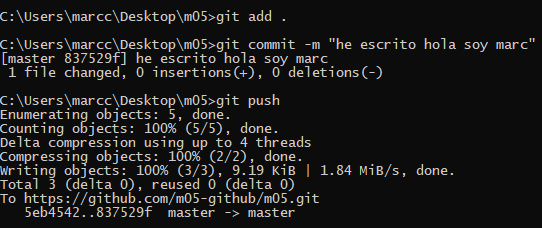 C:\Users\marcc\Desktop\m05>git add .
C:\Users\marcc\Desktop\m05>git commit -m "he escrito hola soy marc"
[master 837529f] he escrito hola soy marc
 1 file changed, 0 insertions(+), 0 deletions(-)
C:\Users\marcc\Desktop\m05>git push
Enumerating objects: 5, done.
Counting objects: 100% (5/5), done.
Delta compression using up to 4 threads
Compressing objects: 100% (2/2), done.
Writing objects: 100% (3/3), 9.19 KiB | 1.84 MiB/s, done.
Total 3 (delta 0), reused 0 (delta 0)
To https://github.com/m05-github/m05.git
   5eb4542..837529f  master -> master